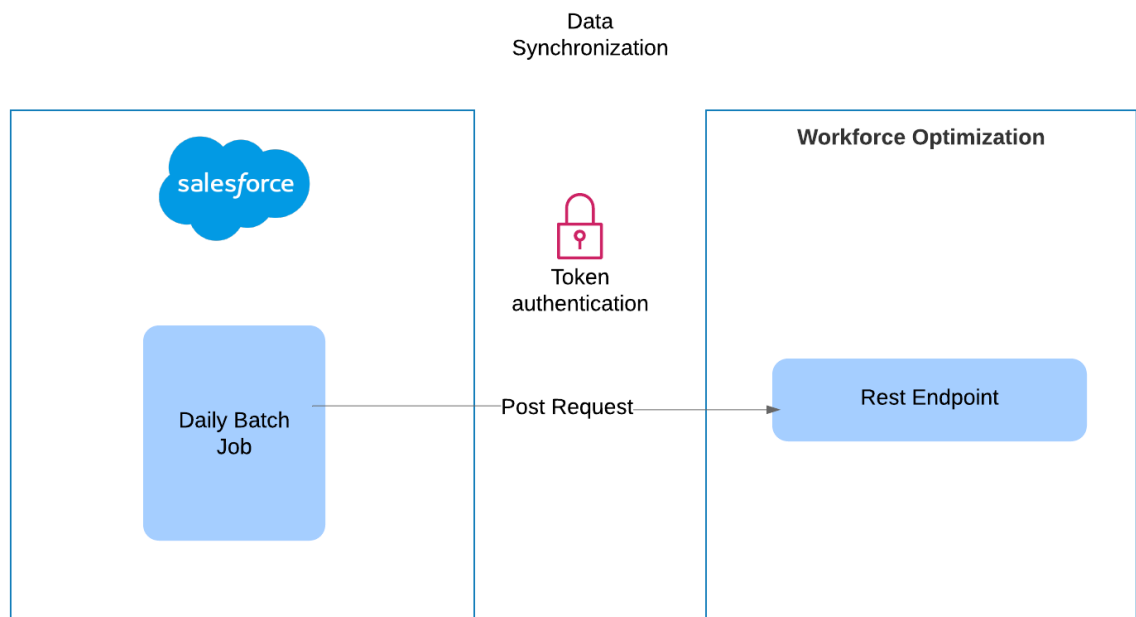 Data
Synchronization
salesforce
Workforce Optimization
Token
authentication
Daily Batch
Job
Post Request
Rest Endpoint